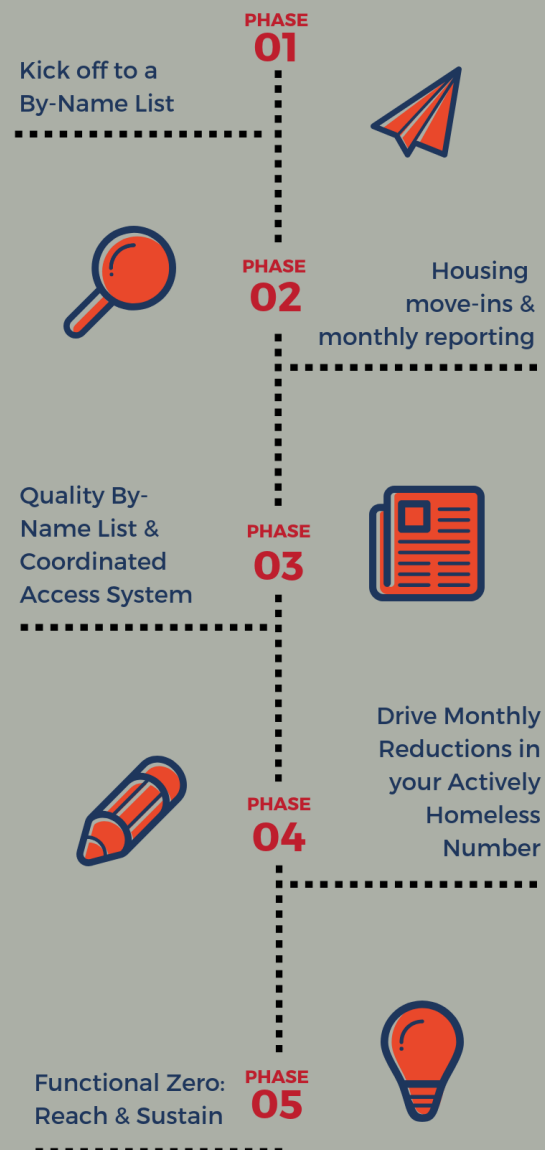 PHASE
01
Kick off to a
By-Name List
PHASE
02
Housing
move-ins &
monthly reporting
Quality By-
Name List &
Coordinated
Access System
PHASE
03
Drive Monthly
Reductions in
your Actively
Homeless
Number
PHASE
04
Functional Zero:
Reach & Sustain
PHASE
05